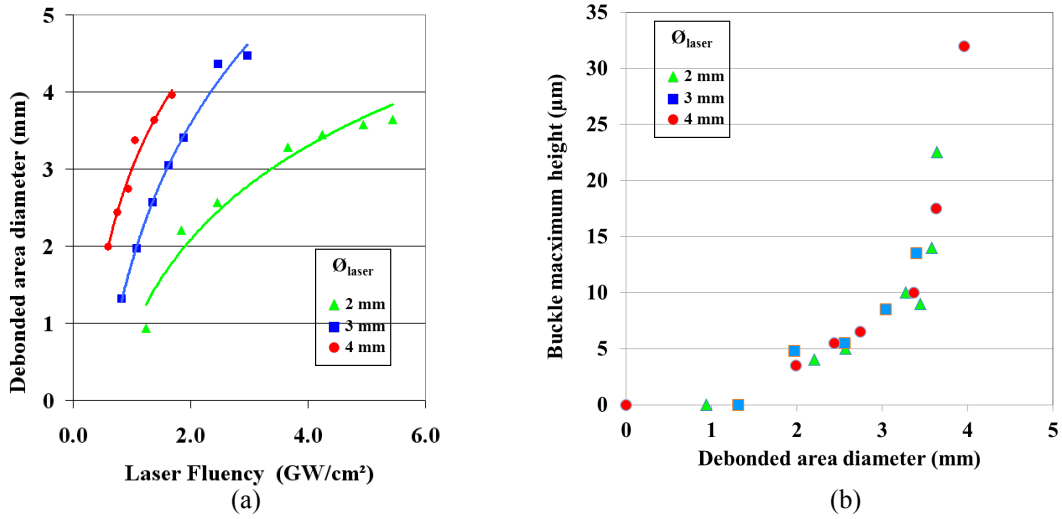 5
4
3
2
1
0
0.0 2.0 4.0 6.0
Debonded area diameter (mm)
Laser Fluency (GW/cm²)
Ølaser
2 mm
3 mm
4 mm
(a)
35
30
25
20
15
10
5
0
0 1 2 3 4 5
Buckle macximum height (µm)
Debonded area diameter (mm)
Ølaser
2 mm
3 mm
4 mm
(b)